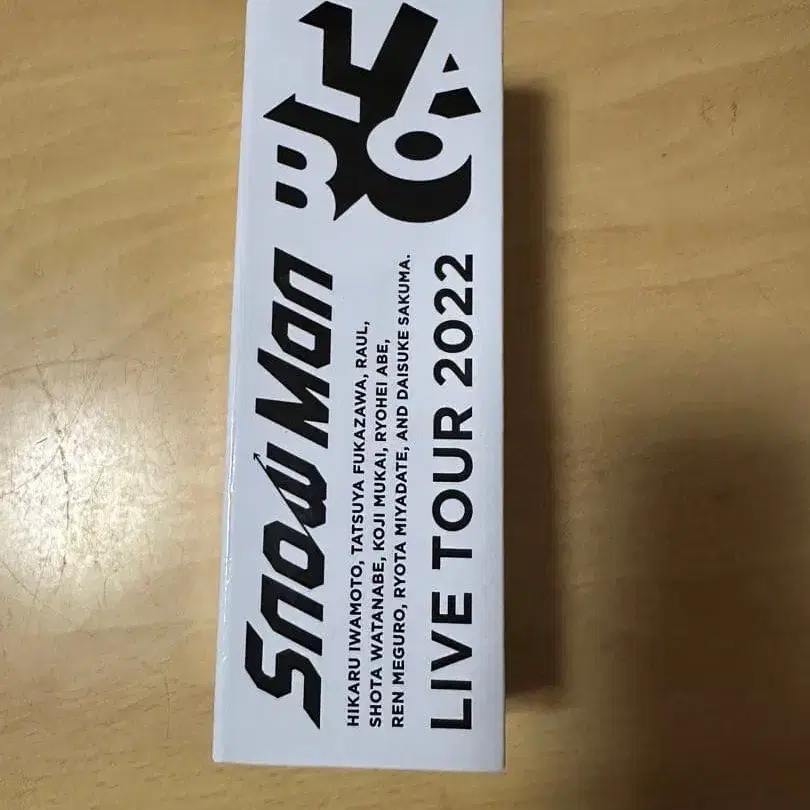 Snow Man
HIKARU IWAMOTO, TATSUYA FUKAZAWA, RAUL,
SHOTA WATANABE, KOJI MUKAI, RYOHEI ABE,
REN MEGURO, RYOTA MIYADATE, AND DAISUKE SAKUMA.
LIVE TOUR 2022